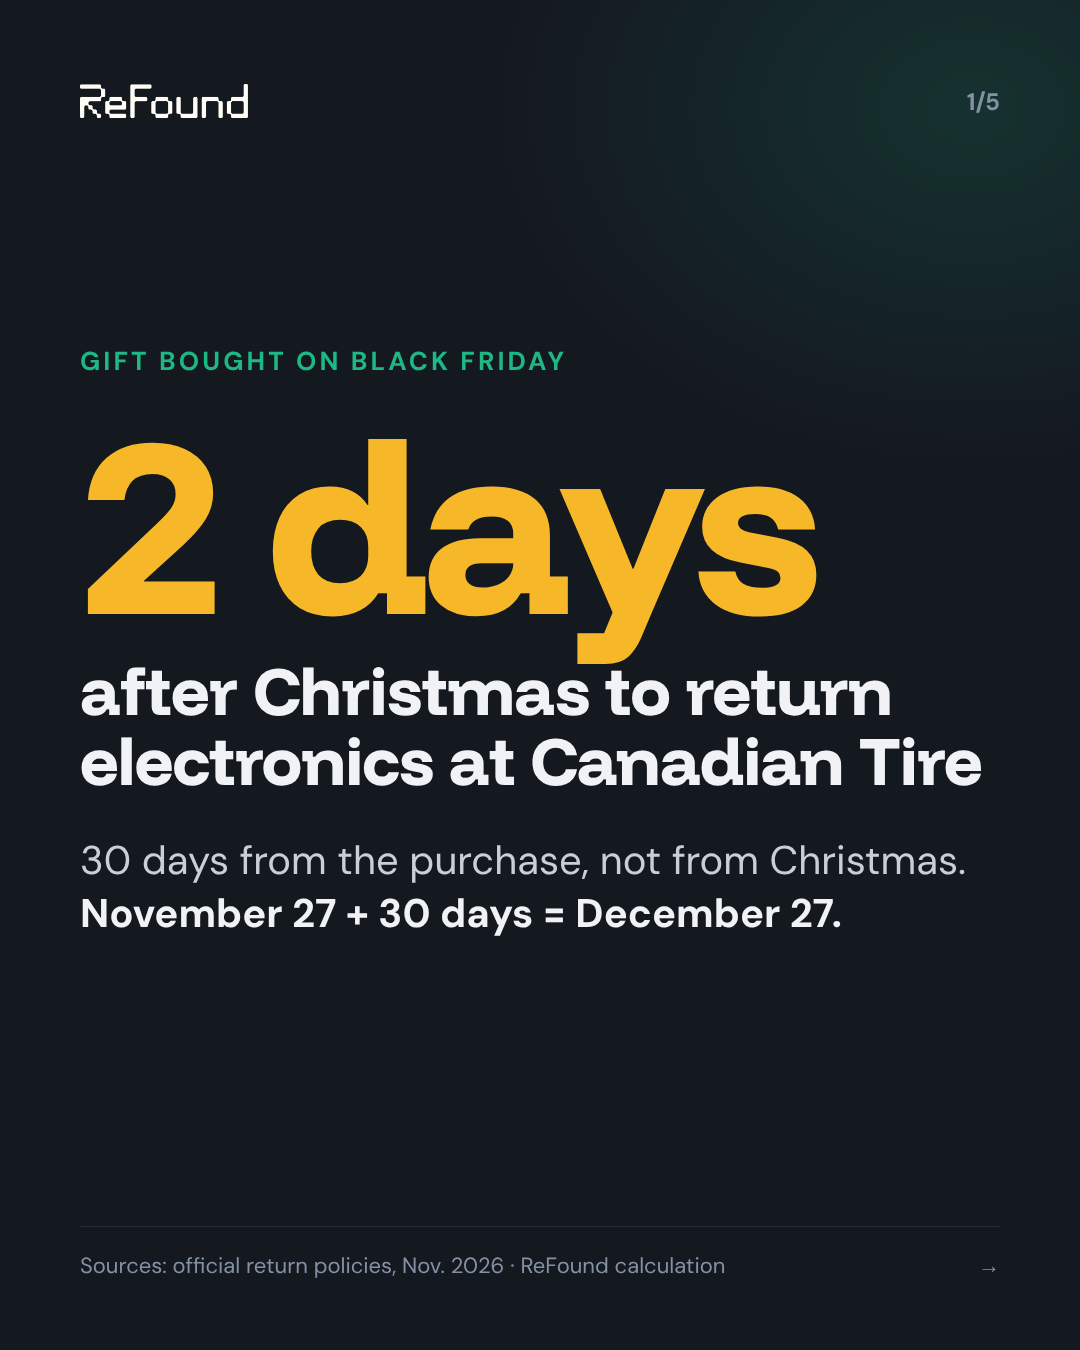 ReFound
1/5
GIFT BOUGHT ON BLACK FRIDAY
2 days
after Christmas to return
electronics at Canadian Tire
30 days from the purchase, not from Christmas.
November 27 + 30 days = December 27.
Sources: official return policies, Nov. 2026 · ReFound calculation
→